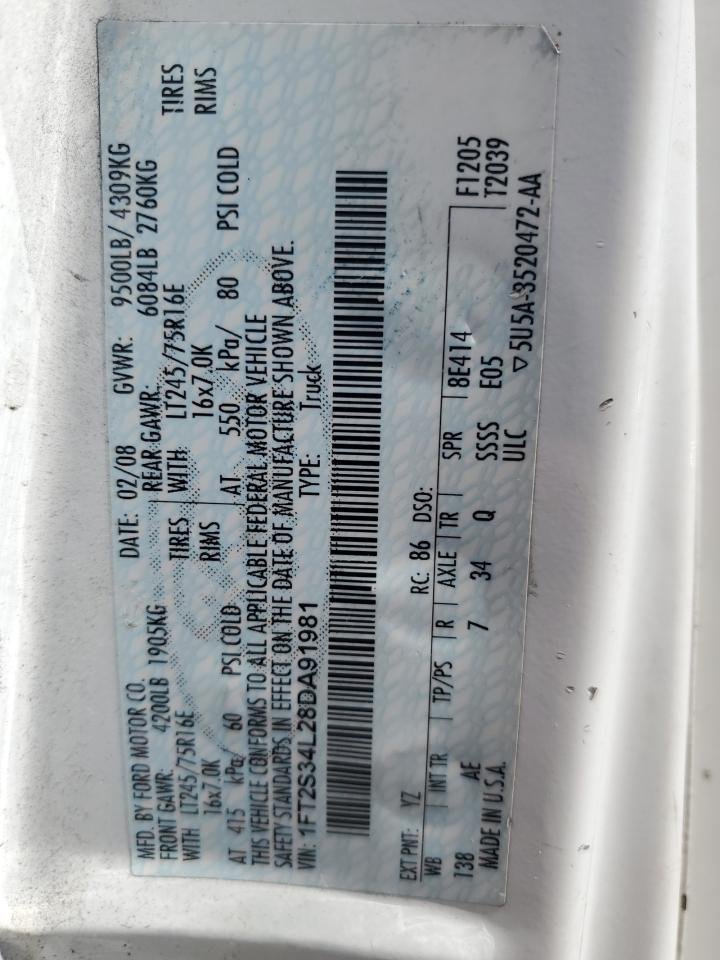 MFD. BY FORD MOTOR CO. DATE: 02/08 GVWR: 9500LB/ 4309KG
FRONT GAWR: 4200LB 1905KG REAR GAWR: 6084LB 2760KG
WITH LT245/75R16E TIRES WITH LT245/75R16E TIRES
16x7.0K RIMS 16x7.0K RIMS
AT 415 kPa/ 60 PSI COLD AT 550 kPa/ 80 PSI COLD
THIS VEHICLE CONFORMS TO ALL APPLICABLE FEDERAL MOTOR VEHICLE
SAFETY STANDARDS IN EFFECT ON THE DATE OF MANUFACTURE SHOWN ABOVE.
VIN: 1FT2S34L28DA91981 TYPE: Truck
EXT PNT: YZ RC: 86 DSO: F1205
WB INT TR TP/PS R AXLE TR SPR 8E414 T2039
138 AE 7 34 Q SSSS E05
MADE IN U.S.A. ULC ▽5U5A-3520472-AA